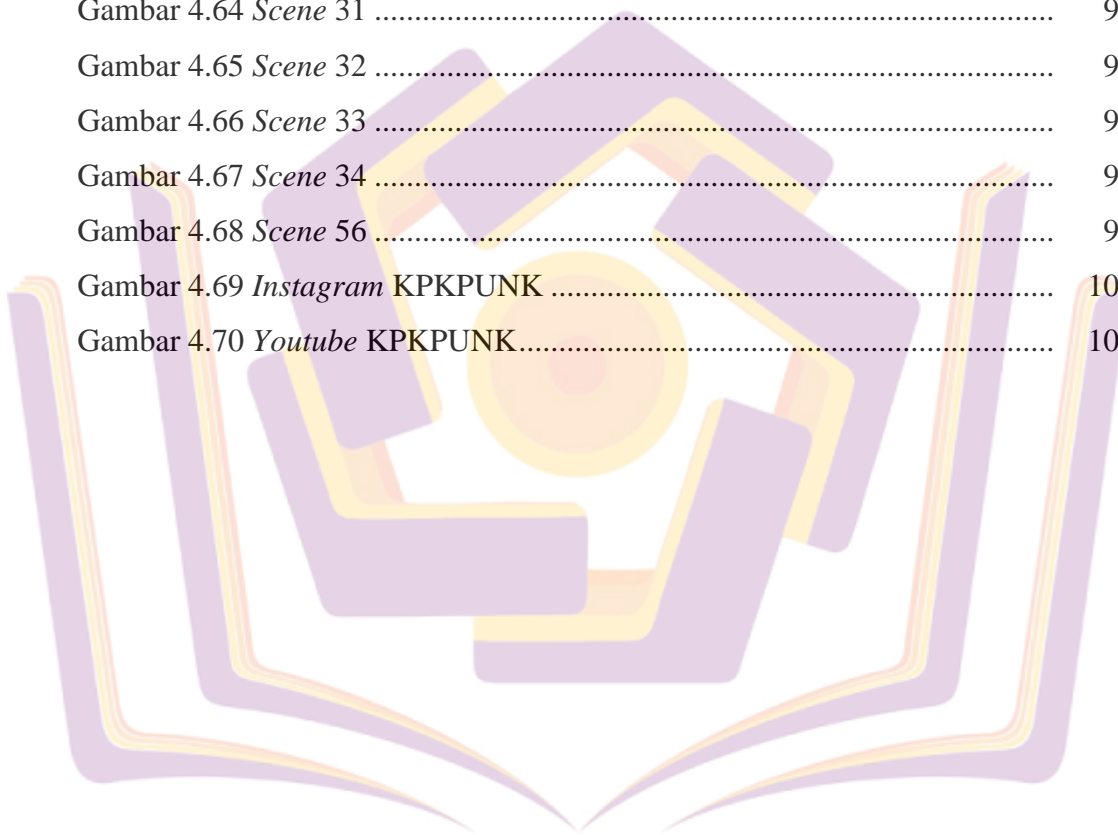 Gambar 4.64 Scene 31 .................................................................................... 9
Gambar 4.65 Scene 32 .................................................................................... 9
Gambar 4.66 Scene 33 .................................................................................... 9
Gambar 4.67 Scene 34 .................................................................................... 9
Gambar 4.68 Scene 56 .................................................................................... 9
Gambar 4.69 Instagram KPKPUNK .............................................................. 10
Gambar 4.70 Youtube KPKPUNK.................................................................. 10